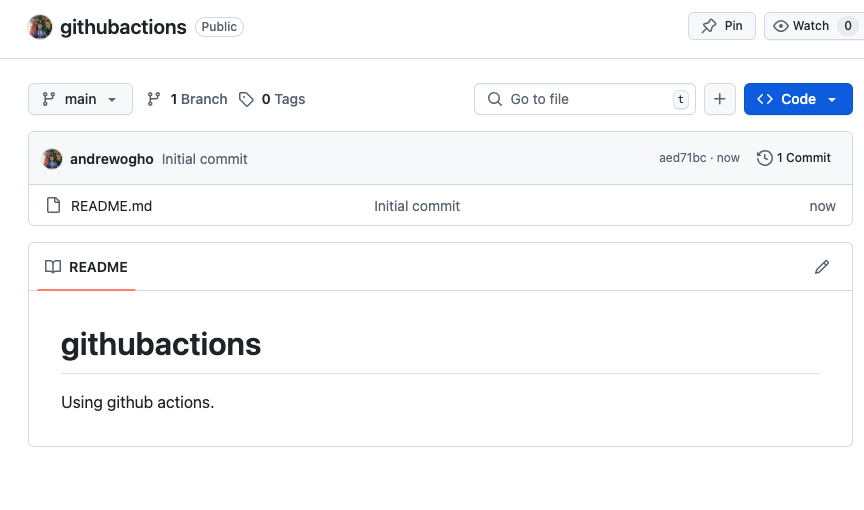 githubactions Public Pin Watch 0
main 1 Branch 0 Tags Go to file t Code
andrewogho Initial commit aed71bc · now 1 Commit
README.md Initial commit now
README
githubactions
Using github actions.